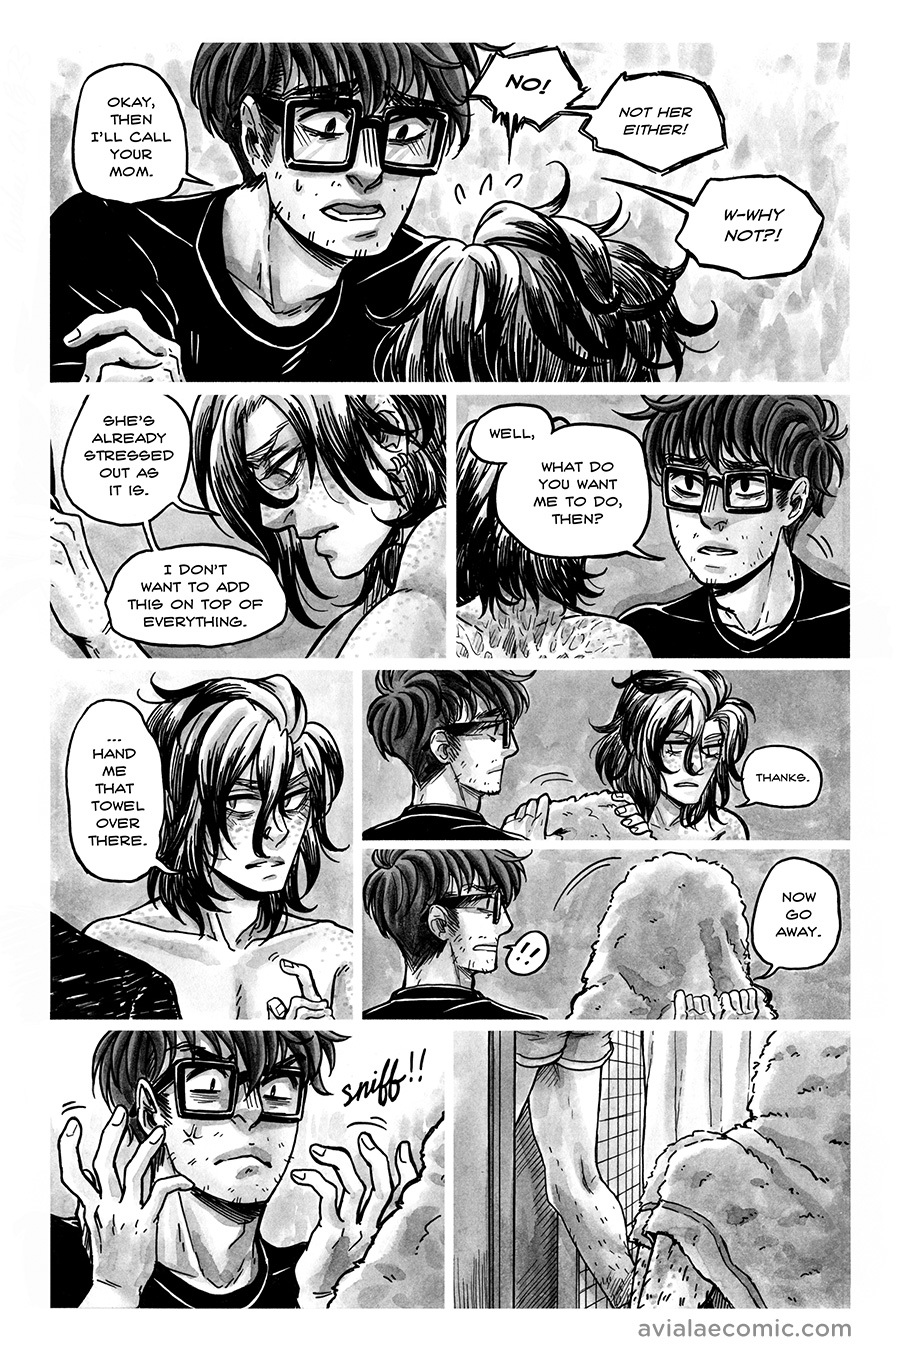 OKAY,
THEN
I'LL CALL
YOUR
MOM.
NO!
NOT HER
EITHER!
W-WHY
NOT?!
SHE'S
ALREADY
STRESSED
OUT AS
IT IS.
I DON'T
WANT TO ADD
THIS ON TOP OF
EVERYTHING.
WELL,
WHAT DO
YOU WANT
ME TO DO,
THEN?
...
HAND
ME
THAT
TOWEL
OVER
THERE.
THANKS.
!!
NOW
GO
AWAY.
sniff!!
avialaecomic.com